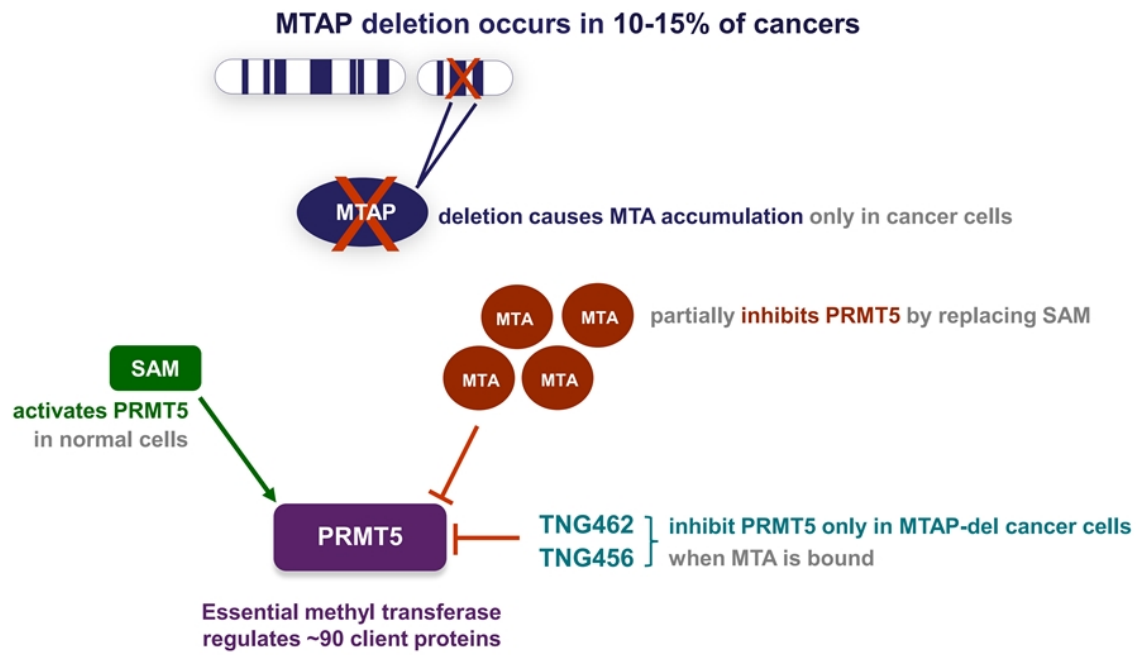 MTAP deletion occurs in 10-15% of cancers
MTAP
deletion causes MTA accumulation only in cancer cells
MTA
MTA
partially inhibits PRMT5 by replacing SAM
MTA
MTA
SAM
activates PRMT5
in normal cells
PRMT5
TNG462
TNG456
inhibit PRMT5 only in MTAP-del cancer cells
when MTA is bound
Essential methyl transferase
regulates ~90 client proteins